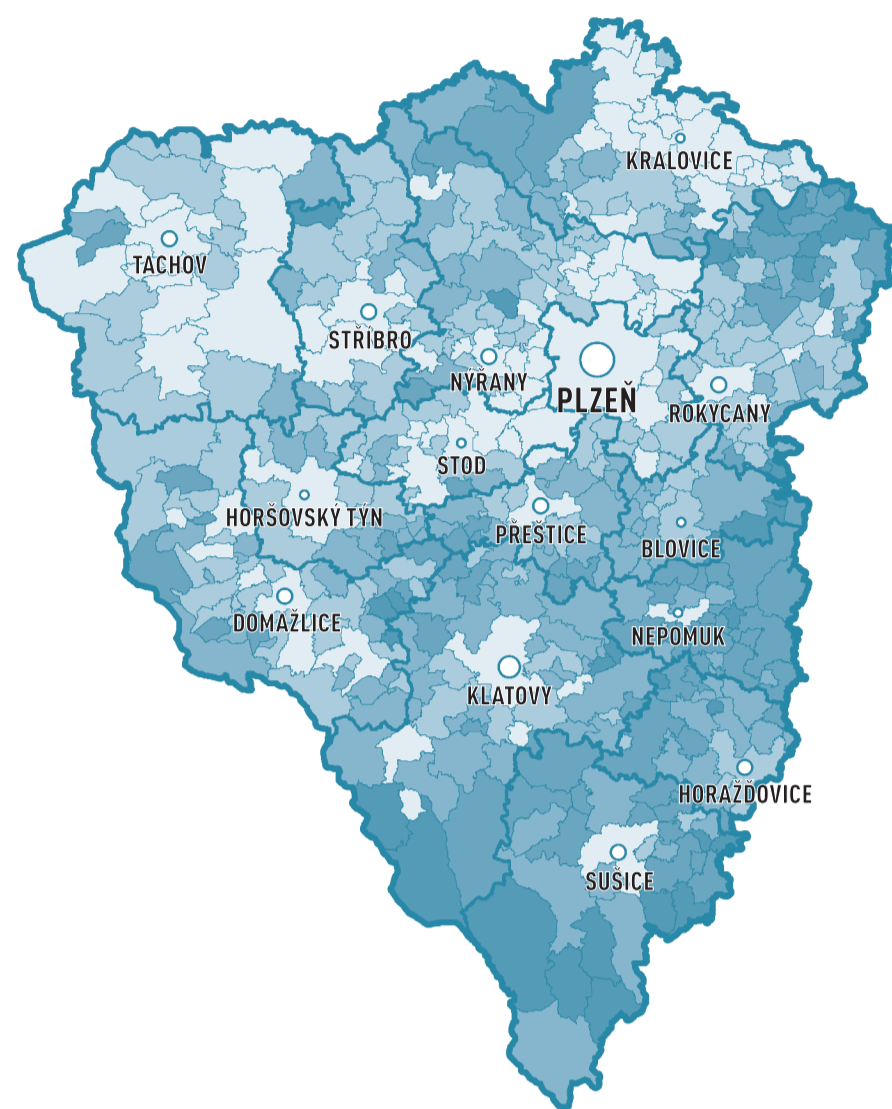 KRALOVICE
TACHOV
STŘÍBRO
NÝŘANY
PLZEŇ
ROKYCANY
STOD
HORŠOVSKÝ TÝN
PŘEŠTICE
BLOVICE
DOMAŽLICE
NEPOMUK
KLATOVY
HORAŽĎOVICE
SUŠICE